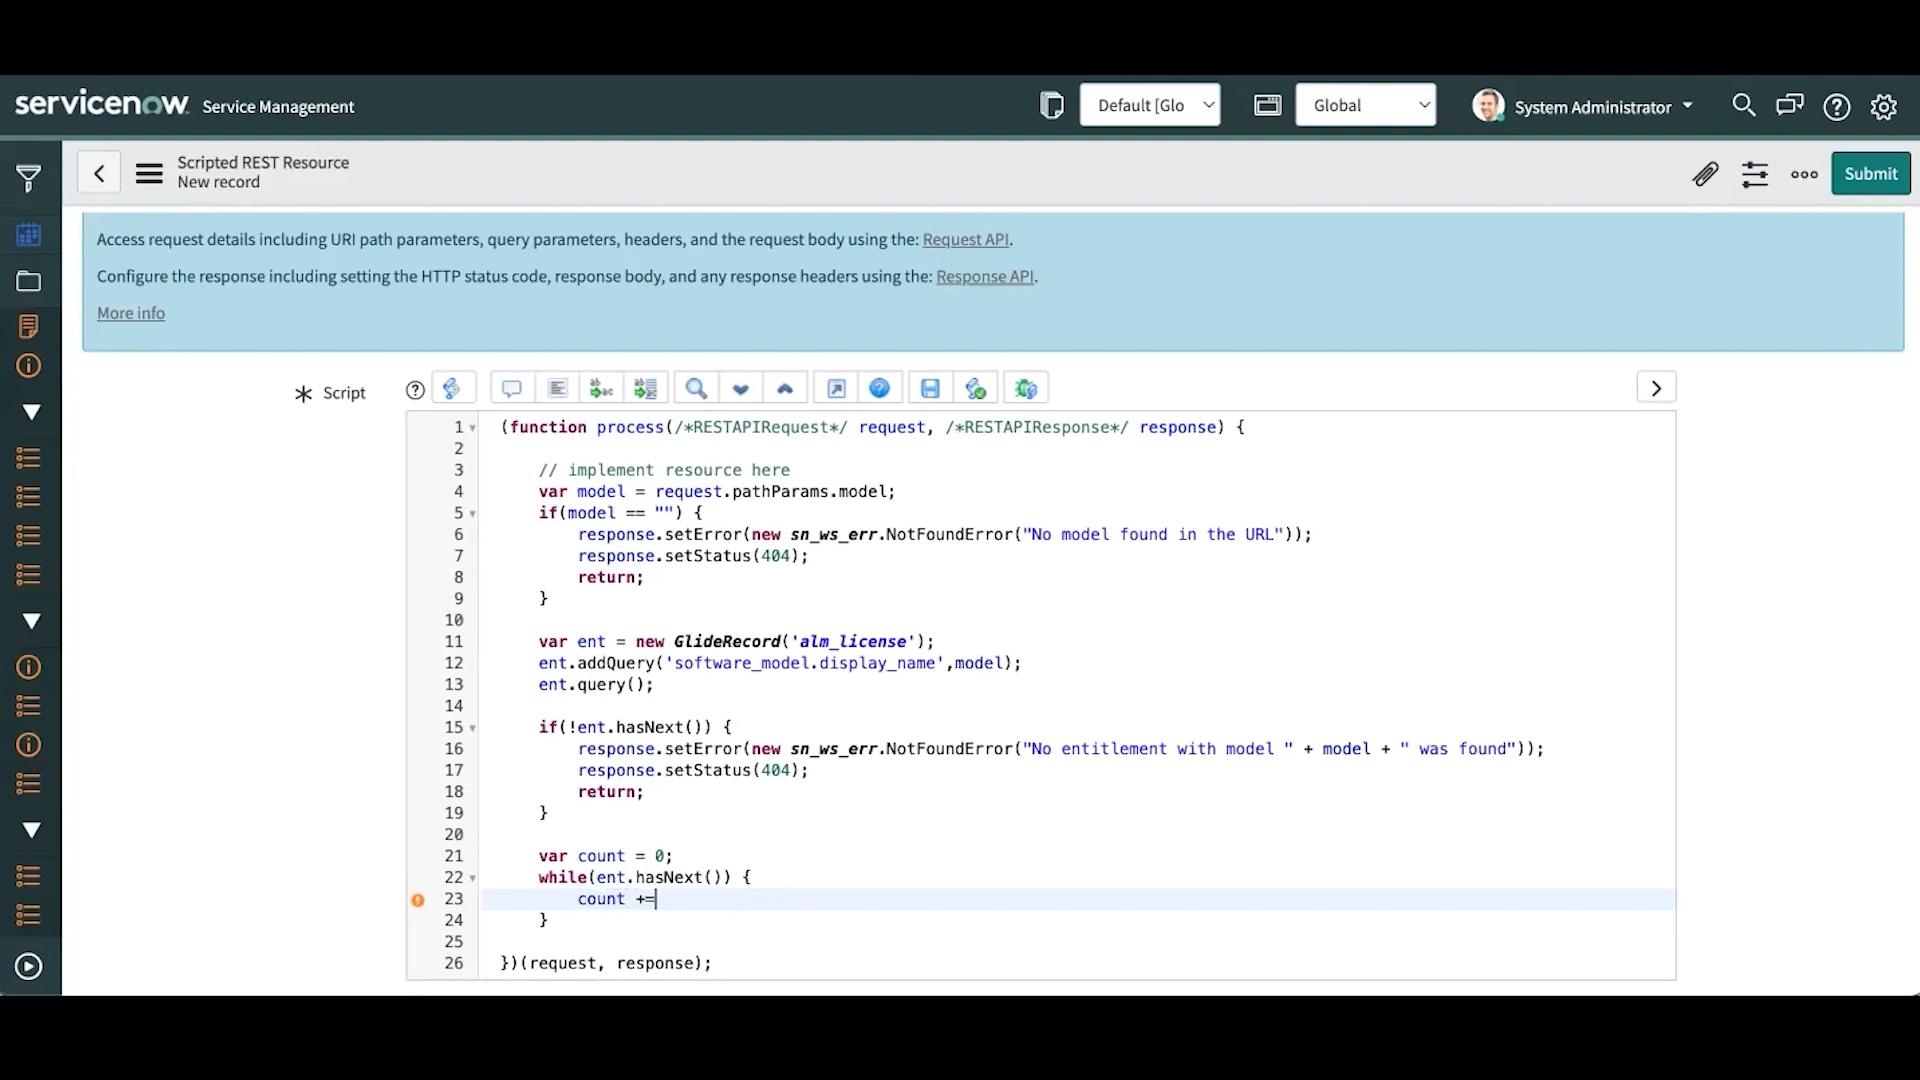 servicenow Service Management
Default [Glo
Global
System Administrator
Scripted REST Resource
New record
Submit
Access request details including URI path parameters, query parameters, headers, and the request body using the: Request API.
Configure the response including setting the HTTP status code, response body, and any response headers using the: Response API.
More info
Script
1 (function process(/*RESTAPIRequest*/ request, /*RESTAPIResponse*/ response) {
2
3 // implement resource here
4 var model = request.pathParams.model;
5 if(model == "") {
6 response.setError(new sn_ws_err.NotFoundError("No model found in the URL"));
7 response.setStatus(404);
8 return;
9 }
10
11 var ent = new GlideRecord('alm_license');
12 ent.addQuery('software_model.display_name',model);
13 ent.query();
14
15 if(!ent.hasNext()) {
16 response.setError(new sn_ws_err.NotFoundError("No entitlement with model " + model + " was found"));
17 response.setStatus(404);
18 return;
19 }
20
21 var count = 0;
22 while(ent.hasNext()) {
23 count +=
24 }
25
26 })(request, response);